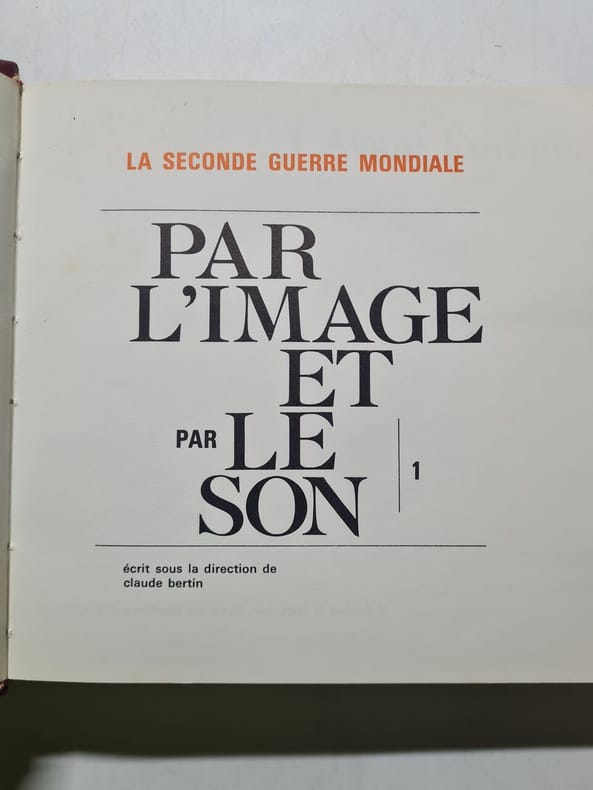 LA SECONDE GUERRE MONDIALE
PAR
L'IMAGE
ET
PAR LE
SON
1
écrit sous la direction de
claude bertin